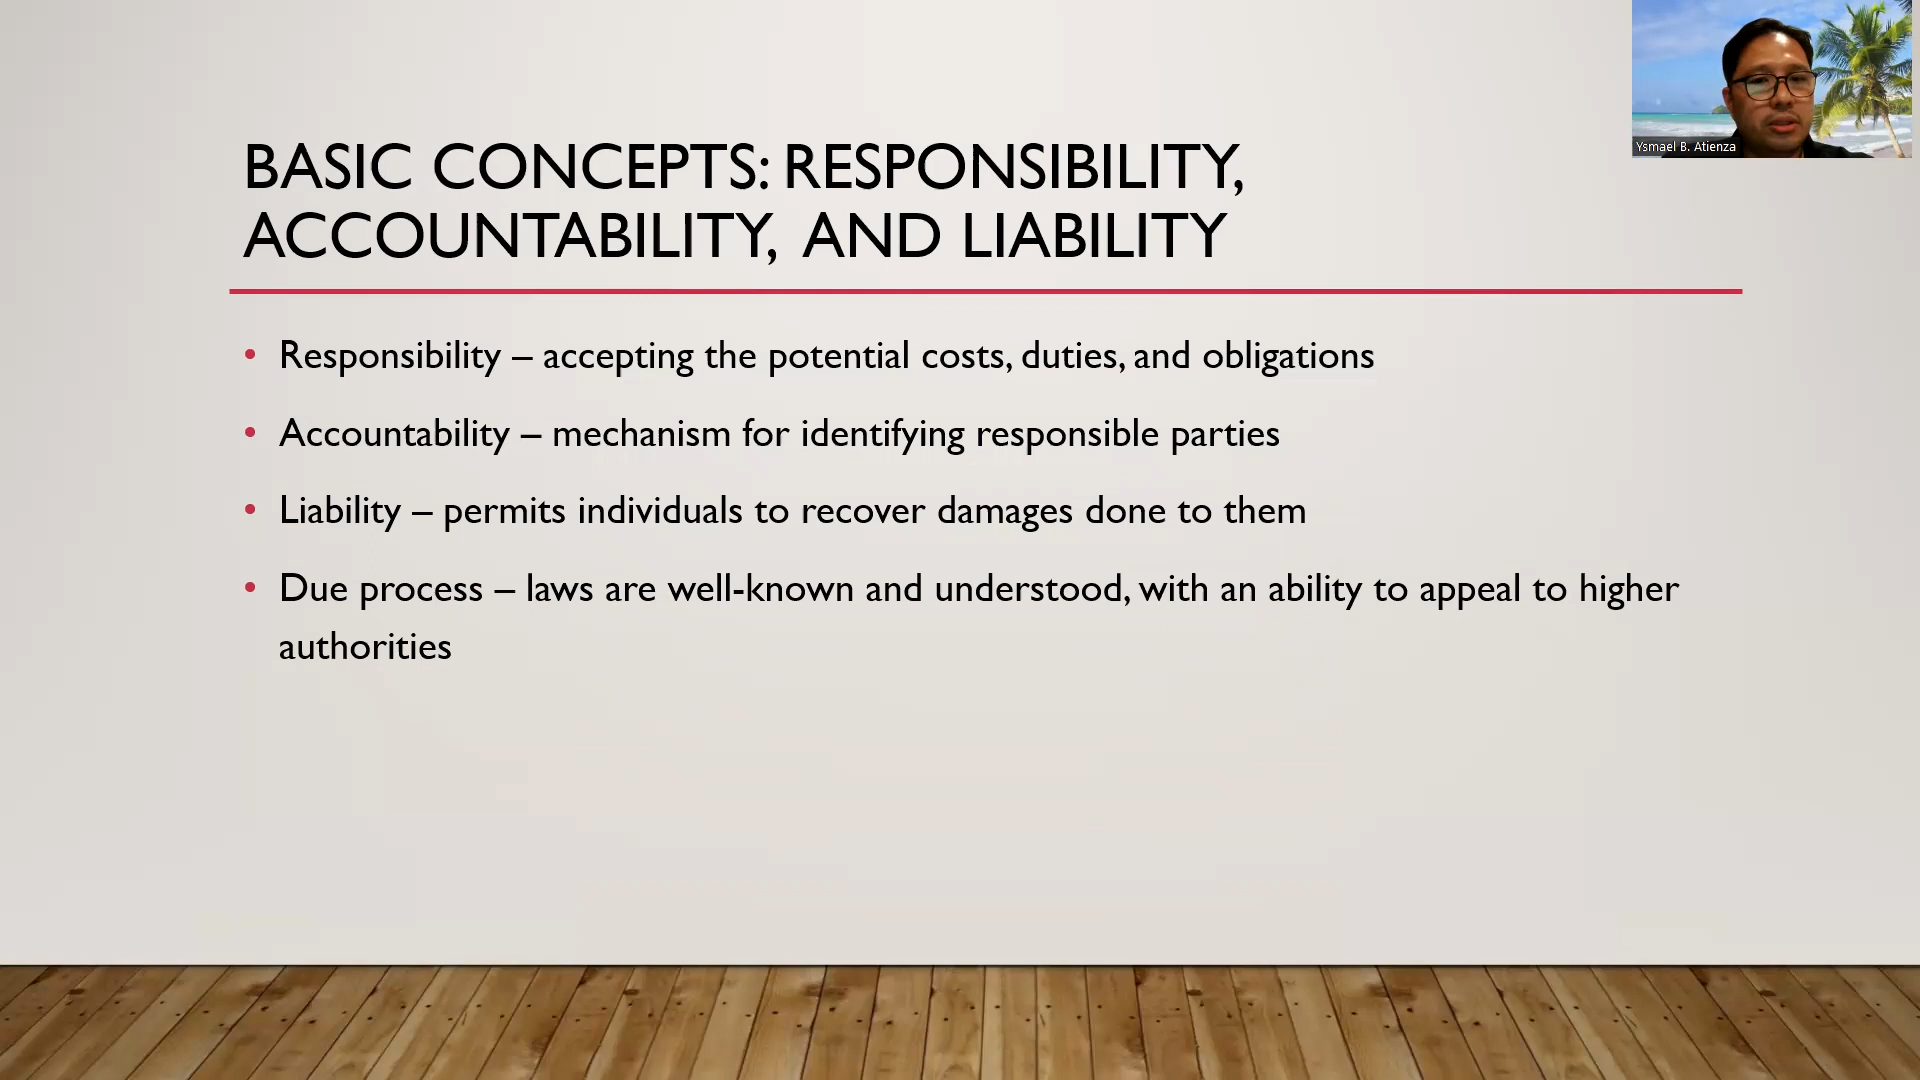 BASIC CONCEPTS: RESPONSIBILITY,
ACCOUNTABILITY, AND LIABILITY
• Responsibility – accepting the potential costs, duties, and obligations
• Accountability – mechanism for identifying responsible parties
• Liability – permits individuals to recover damages done to them
• Due process – laws are well-known and understood, with an ability to appeal to higher
authorities
Ysmael B. Atienza